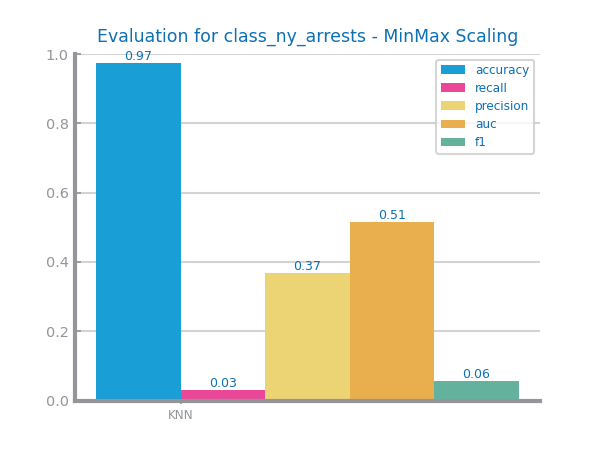 Evaluation for class_ny_arrests - MinMax Scaling
1.0
0.8
0.6
0.4
0.2
0.0
0.97
0.03
0.37
0.51
0.06
accuracy
recall
precision
auc
f1
KNN